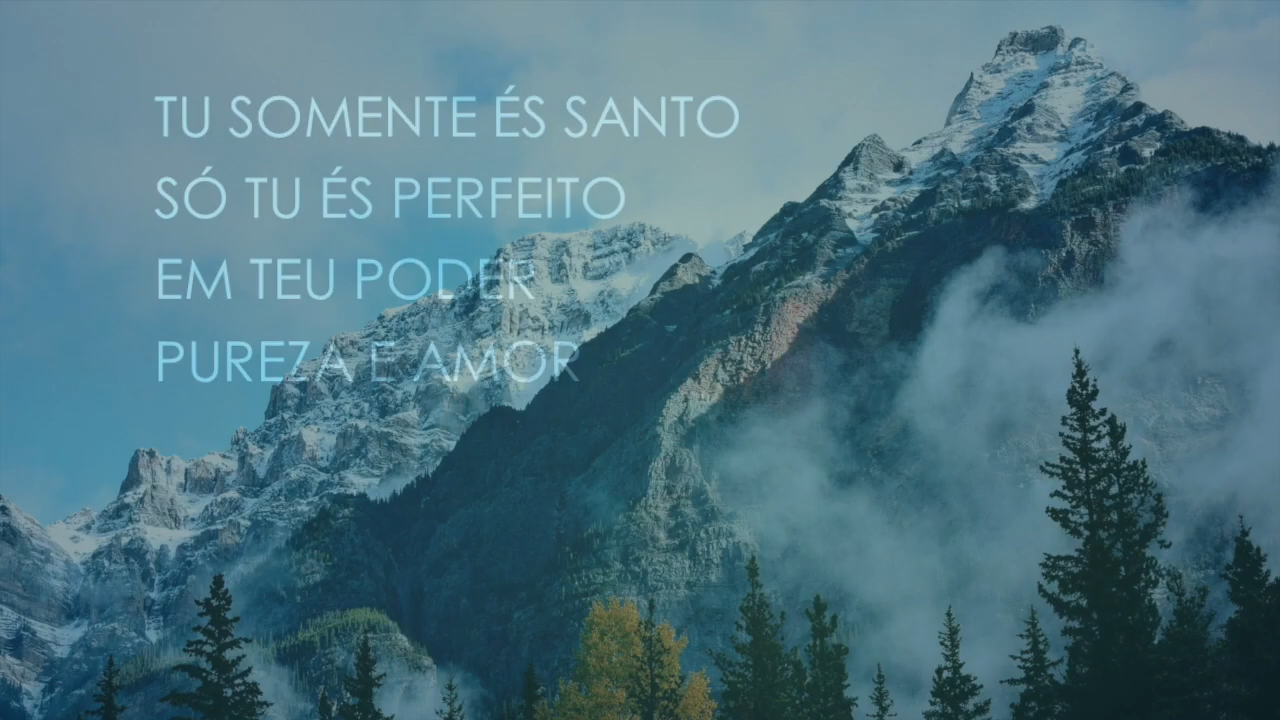 TU SOMENTE ÉS SANTO
SÓ TU ÉS PERFEITO
EM TEU PODER
PUREZA E AMOR